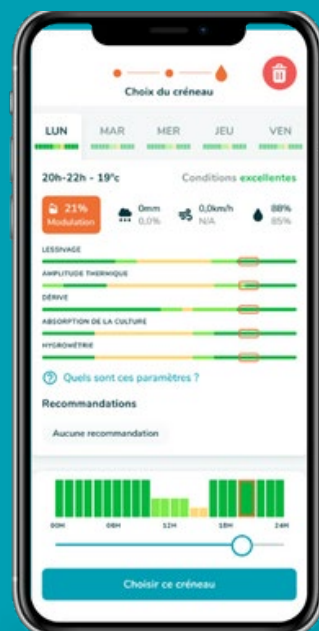 Choix du créneau
LUN MAR MER JEU VEN
20h-22h - 19°c Conditions excellentes
21% 0mm 0,0km/h 88%
Modulation 0,0% N/A 85%
LESSIVAGE
AMPLITUDE THERMIQUE
DÉRIVE
ABSORPTION DE LA CULTURE
HYGROMÉTRIE
? Quels sont ces paramètres ?
Recommandations
Aucune recommandation
00H 06H 12H 18H 24H
Choisir ce créneau